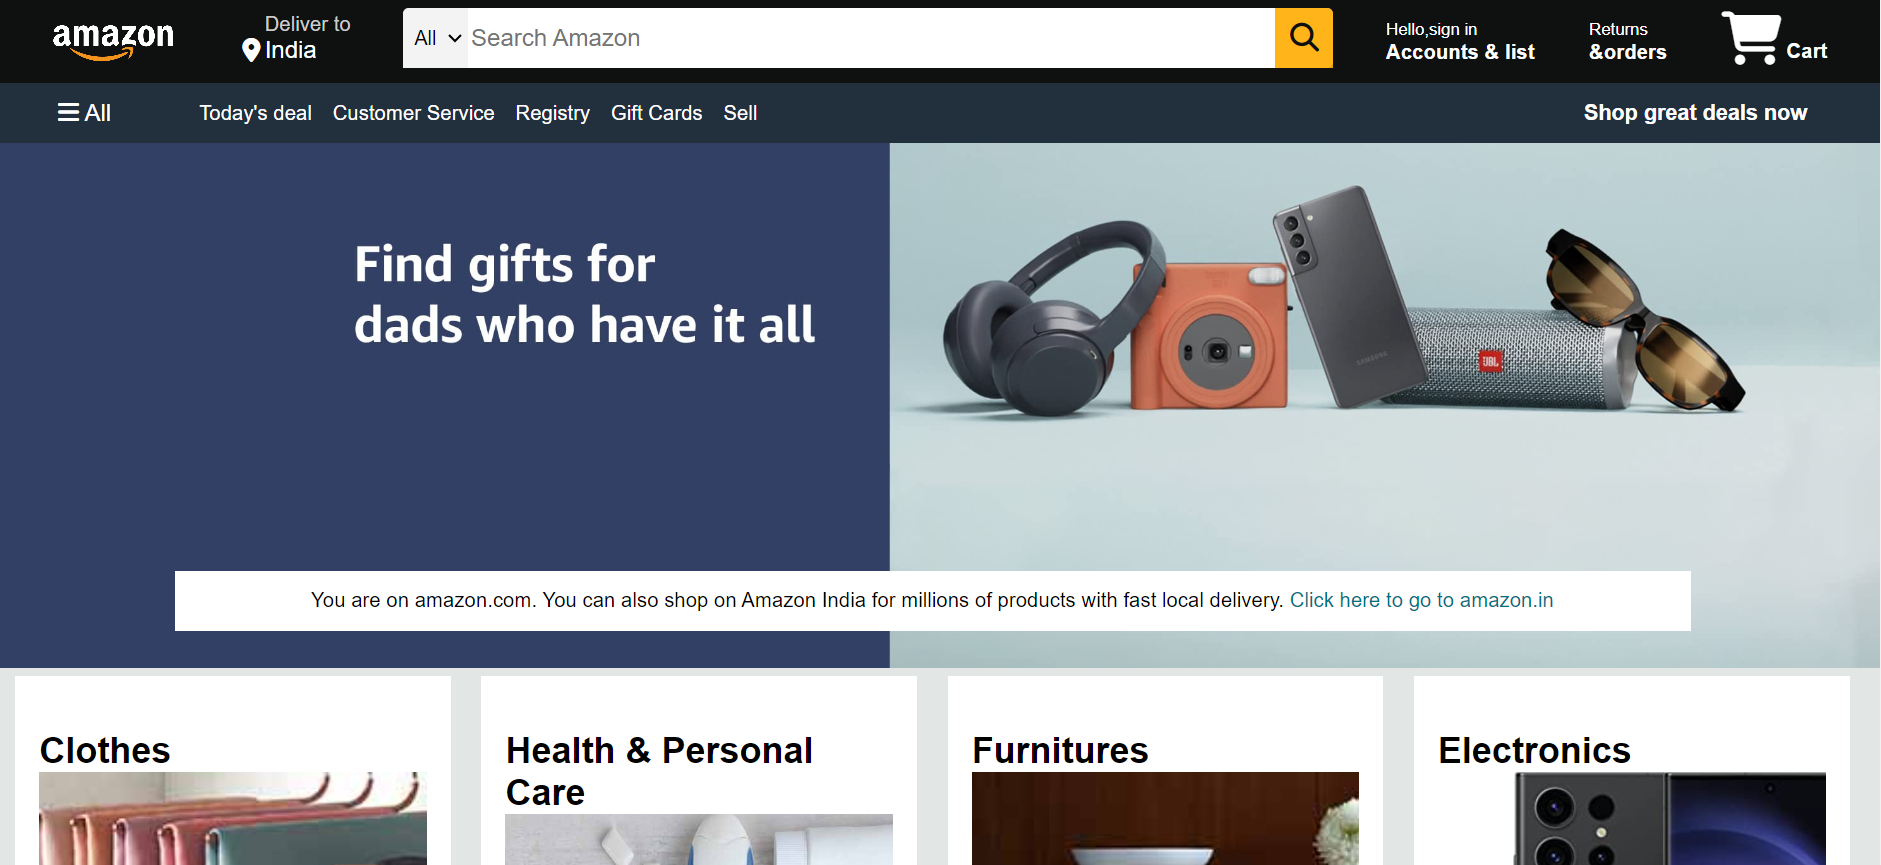 amazon
Deliver to
India
All
Search Amazon
Hello,sign in
Accounts & list
Returns
&orders
Cart
All
Today's deal
Customer Service
Registry
Gift Cards
Sell
Shop great deals now
Find gifts for
dads who have it all
SAMSUNG
JBL
You are on amazon.com. You can also shop on Amazon India for millions of products with fast local delivery. Click here to go to amazon.in
Clothes
Health & Personal
Care
Furnitures
Electronics